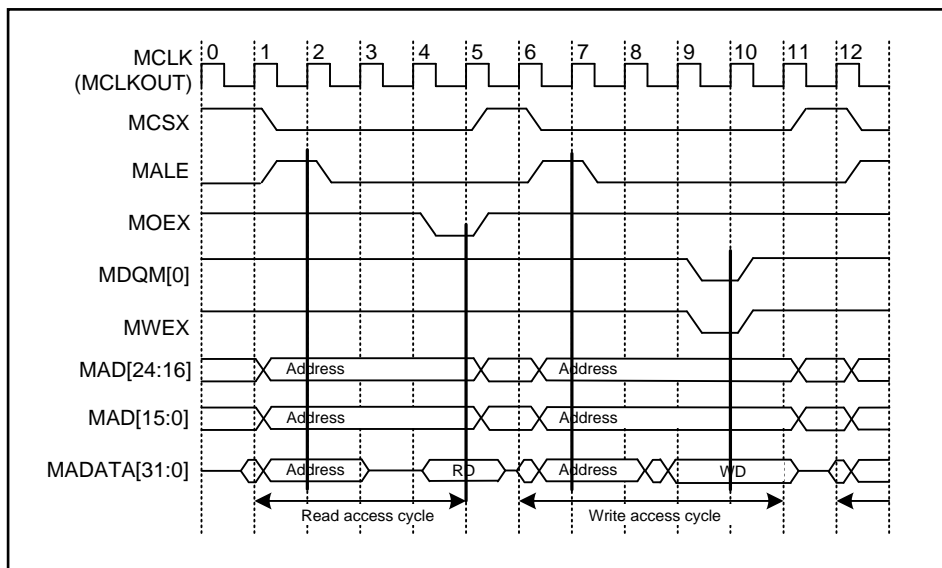 0 1 2 3 4 5 6 7 8 9 10 11 12
MCLK
(MCLKOUT)
MCSX
MALE
MOEX
MDQM[0]
MWEX
MAD[24:16] Address Address
MAD[15:0] Address Address
MADATA[31:0] Address RD Address WD
Read access cycle Write access cycle